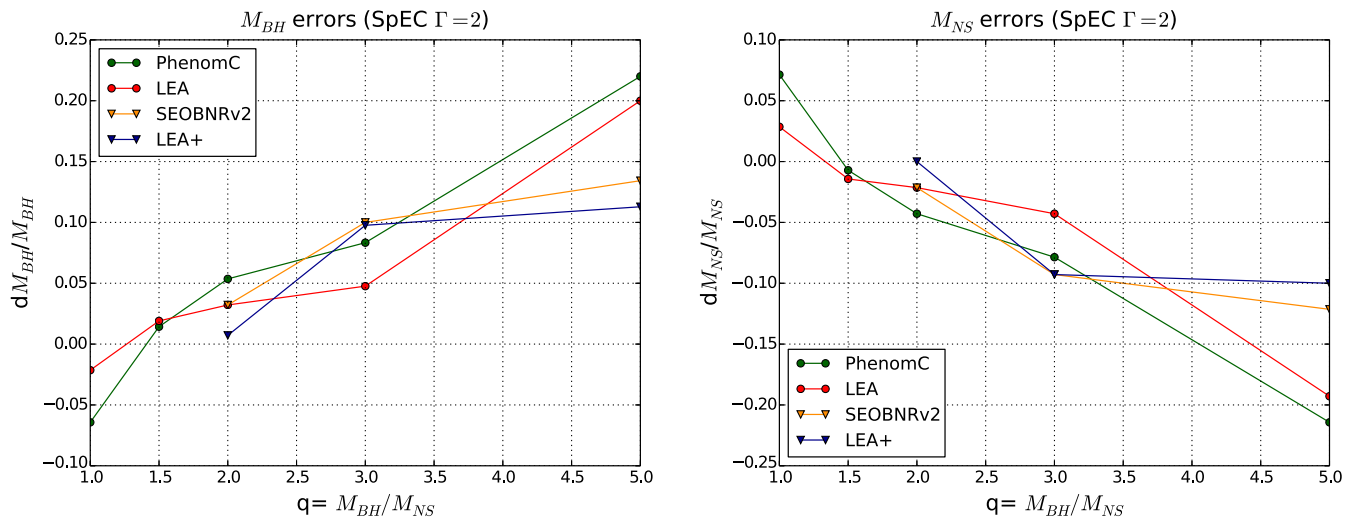 M_BH errors (SpEC Γ=2)
0.25
0.20
0.15
0.10
0.05
0.00
−0.05
−0.10
dM_BH/M_BH
PhenomC
LEA
SEOBNRv2
LEA+
1.0 1.5 2.0 2.5 3.0 3.5 4.0 4.5 5.0
q= M_BH/M_NS
M_NS errors (SpEC Γ=2)
0.10
0.05
0.00
−0.05
−0.10
−0.15
−0.20
−0.25
dM_NS/M_NS
PhenomC
LEA
SEOBNRv2
LEA+
1.0 1.5 2.0 2.5 3.0 3.5 4.0 4.5 5.0
q= M_BH/M_NS